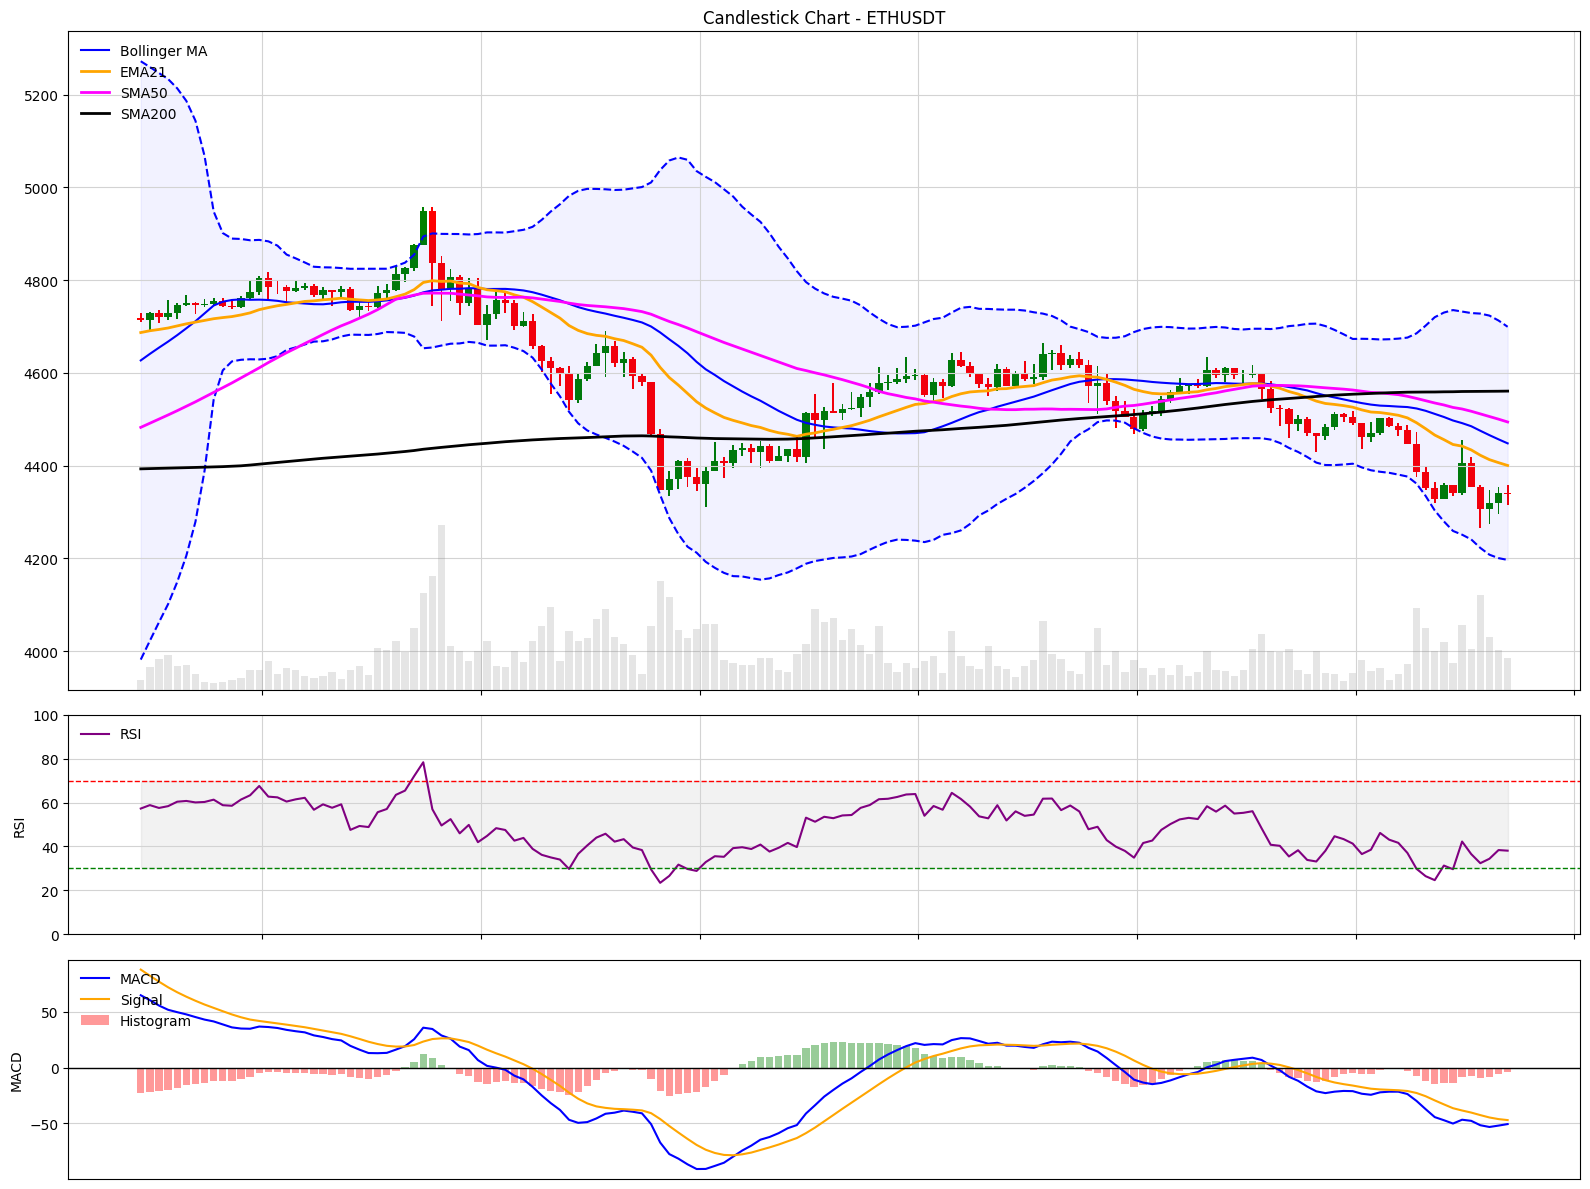 Candlestick Chart - ETHUSDT
Bollinger MA
EMA21
SMA50
SMA200
5200
5000
4800
4600
4400
4200
4000
RSI
RSI
100
80
60
40
20
0
MACD
Signal
Histogram
MACD
50
0
−50